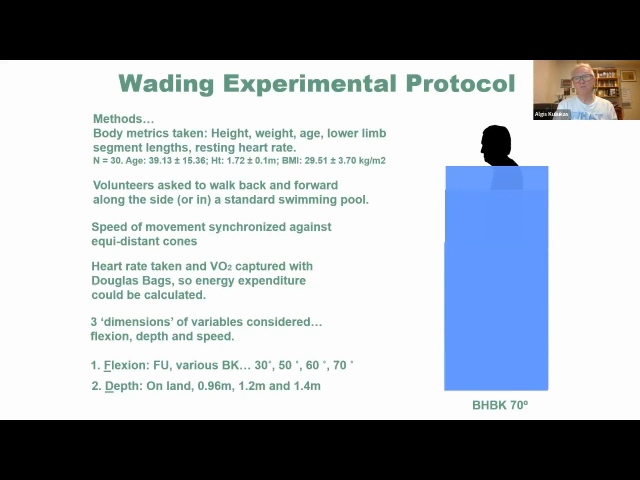 Wading Experimental Protocol
Methods…
Body metrics taken: Height, weight, age, lower limb
segment lengths, resting heart rate.
N = 30. Age: 39.13 ± 15.36; Ht: 1.72 ± 0.1m; BMI: 29.51 ± 3.70 kg/m2
Volunteers asked to walk back and forward
along the side (or in) a standard swimming pool.
Speed of movement synchronized against
equi-distant cones
Heart rate taken and VO₂ captured with
Douglas Bags, so energy expenditure
could be calculated.
3 ‘dimensions’ of variables considered…
flexion, depth and speed.
1. Flexion: FU, various BK… 30˚, 50 ˚, 60 ˚, 70 ˚
2. Depth: On land, 0.96m, 1.2m and 1.4m
BHBK 70º
Algis Kuliukas